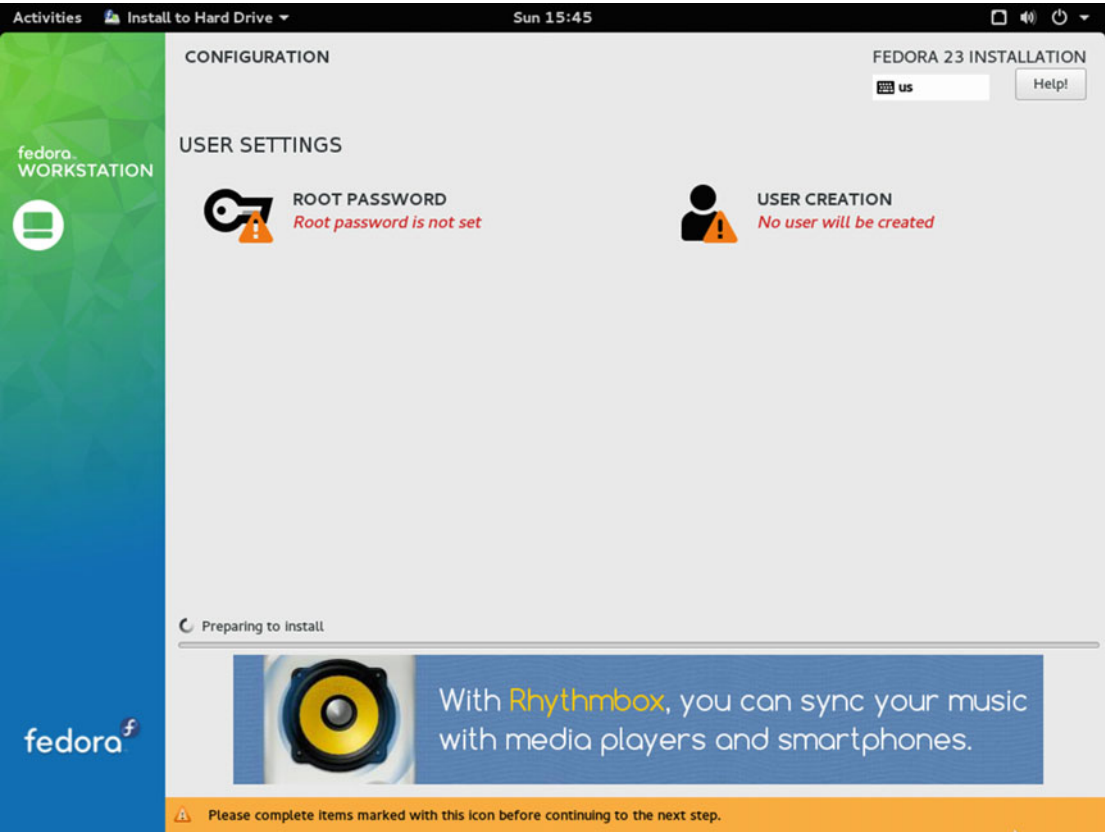 Activities Install to Hard Drive Sun 15:45
CONFIGURATION
FEDORA 23 INSTALLATION
us
Help!
fedora
WORKSTATION
USER SETTINGS
ROOT PASSWORD
Root password is not set
USER CREATION
No user will be created
Preparing to install
With Rhythmbox, you can sync your music
with media players and smartphones.
fedora
Please complete items marked with this icon before continuing to the next step.